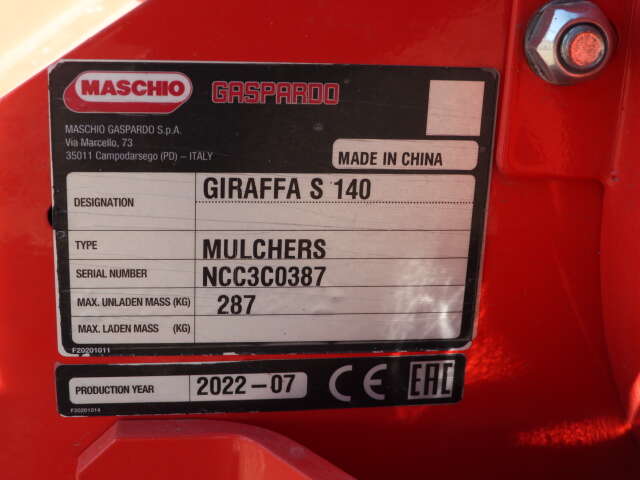 MASCHIO GASPARDO
MASCHIO GASPARDO S.p.A.
Via Marcello, 73
35011 Campodarsego (PD) – ITALY
MADE IN CHINA
DESIGNATION GIRAFFA S 140
TYPE MULCHERS
SERIAL NUMBER NCC3C0387
MAX. UNLADEN MASS (KG) 287
MAX. LADEN MASS (KG)
F20201011
PRODUCTION YEAR 2022-07 CE EAC
F20201014